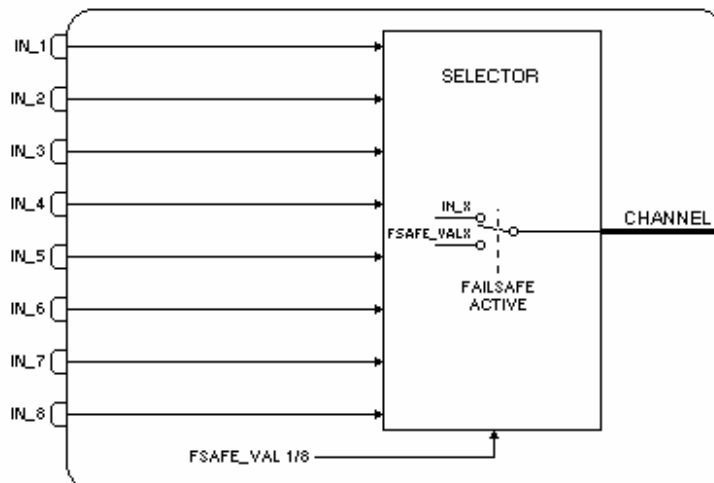 IN_1
IN_2
IN_3
IN_4
IN_5
IN_6
IN_7
IN_8
SELECTOR
IN_X
FSAFE_VALX
FAILSAFE
ACTIVE
CHANNEL
FSAFE_VAL 1/8